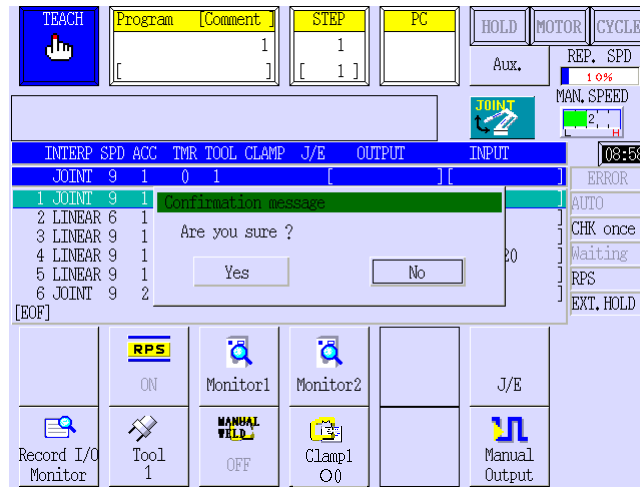 TEACH
Program [Comment ]
1
[ ]
STEP
1
[ 1 ]
PC
HOLD MOTOR CYCLE
Aux.
REP. SPD
10%
JOINT
MAN.SPEED
2
L H
INTERP SPD ACC TMR TOOL CLAMP J/E OUTPUT INPUT
08:58
JOINT 9 1 0 1 [ ][ ]
ERROR
1 JOINT 9 1 ]
AUTO
2 LINEAR 6 1 ]
3 LINEAR 9 1 ]
CHK once
4 LINEAR 9 1 20 ]
Waiting
5 LINEAR 9 1 ]
RPS
6 JOINT 9 2 ]
EXT.HOLD
[EOF]
Confirmation message
Are you sure ?
Yes No
RPS
ON
Monitor1
Monitor2
J/E
Record I/O
Monitor
Tool
1
MANUAL
WELD
OFF
Clamp1
Manual
Output